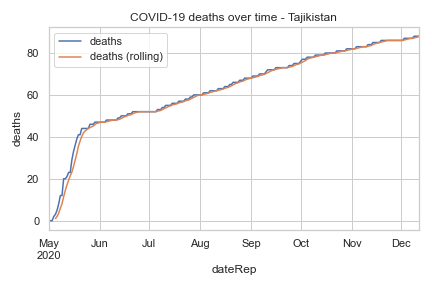 COVID-19 deaths over time - Tajikistan
deaths
deaths (rolling)
deaths
80
60
40
20
0
May Jun Jul Aug Sep Oct Nov Dec
2020
dateRep